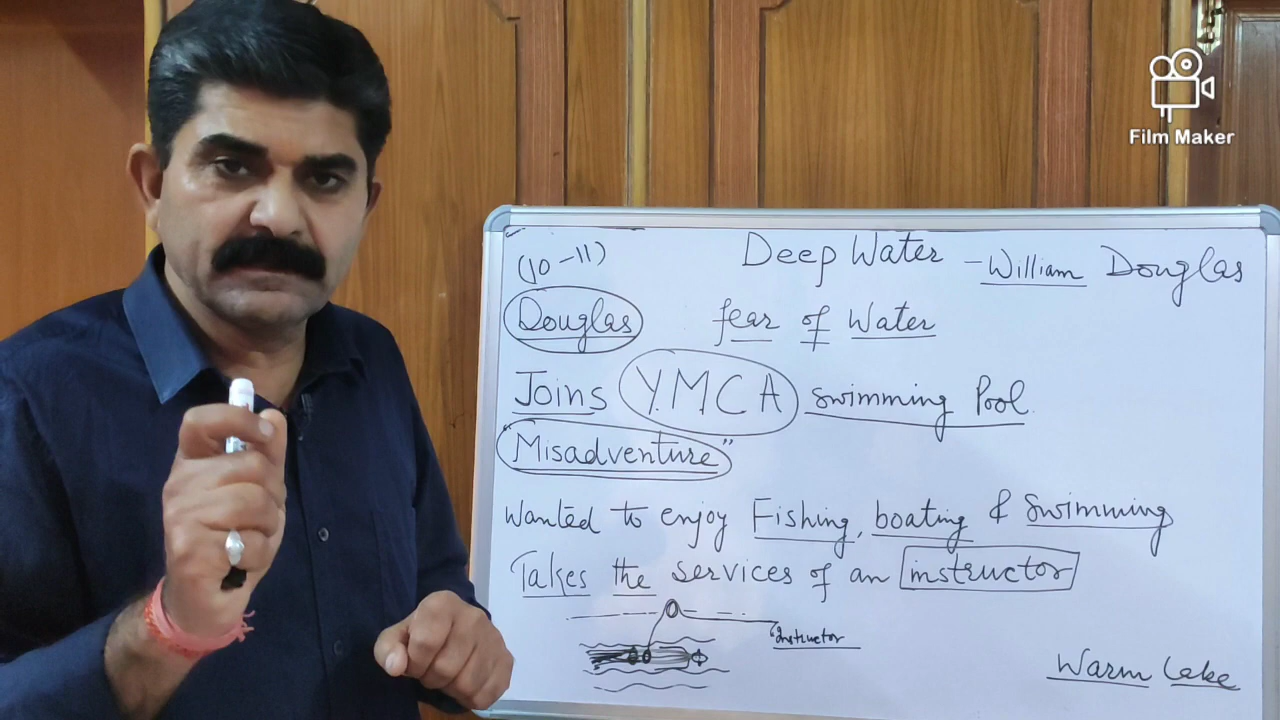 Film Maker
(10-11) Deep Water - William Douglas
Douglas fear of Water
Joins Y.M.C.A swimming Pool.
"Misadventure"
Wanted to enjoy Fishing, boating & Swimming
Takes the services of an instructor
Instructor
Warm Lake